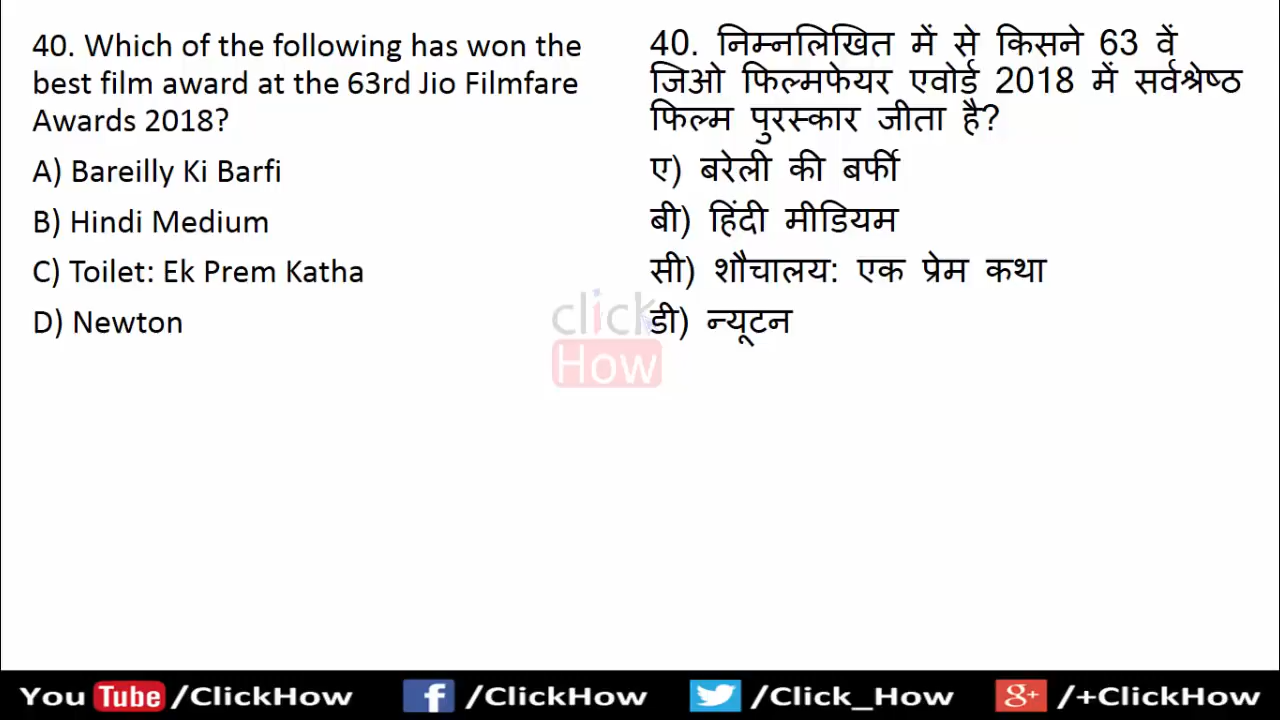 40. Which of the following has won the
best film award at the 63rd Jio Filmfare
Awards 2018?
A) Bareilly Ki Barfi
B) Hindi Medium
C) Toilet: Ek Prem Katha
D) Newton
40. निम्नलिखित में से किसने 63 वें
जिओ फिल्मफेयर एवोर्ड 2018 में सर्वश्रेष्ठ
फिल्म पुरस्कार जीता है?
ए) बरेली की बर्फी
बी) हिंदी मीडियम
सी) शौचालय: एक प्रेम कथा
डी) न्यूटन
click
How
You Tube /ClickHow f /ClickHow /Click_How g+ /+ClickHow